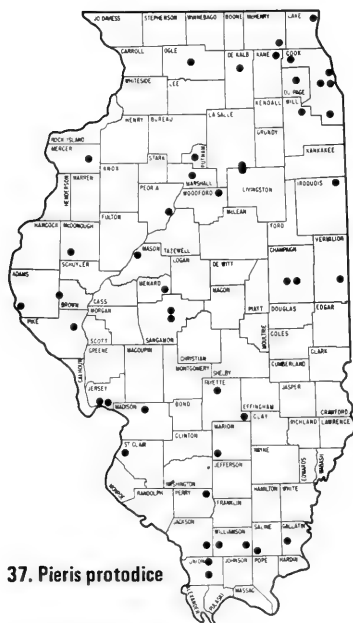 JO DAVIESS STEPHENSON WINNEBAGO BOONE McHENRY LAKE
CARROLL OGLE DE KALB KANE COOK
WHITESIDE LEE DU PAGE
HENRY BUREAU LA SALLE KENDALL WILL
ROCK ISLAND GRUNDY
MERCER STARK PUTNAM KANKAKEE
HENDERSON WARREN KNOX PEORIA MARSHALL LIVINGSTON IROQUOIS
WOODFORD
FULTON McLEAN FORD
HANCOCK McDONOUGH TAZEWELL VERMILION
MASON LOGAN CHAMPAIGN
SCHUYLER DE WITT
ADAMS MENARD
BROWN CASS MACON PIATT
PIKE MORGAN DOUGLAS EDGAR
SCOTT SANGAMON MOULTRIE COLES
GREENE CHRISTIAN
CALHOUN MACOUPIN MONTGOMERY SHELBY CUMBERLAND CLARK
JERSEY FAYETTE EFFINGHAM JASPER
MADISON BOND CLAY CRAWFORD
RICHLAND LAWRENCE
CLINTON MARION
ST CLAIR WAYNE EDWARDS WABASH
WASHINGTON JEFFERSON
MONROE RANDOLPH PERRY HAMILTON WHITE
FRANKLIN
JACKSON WILLIAMSON SALINE GALLATIN
UNION JOHNSON POPE HARDIN
ALEXANDER PULASKI MASSAC
37. Pieris protodice